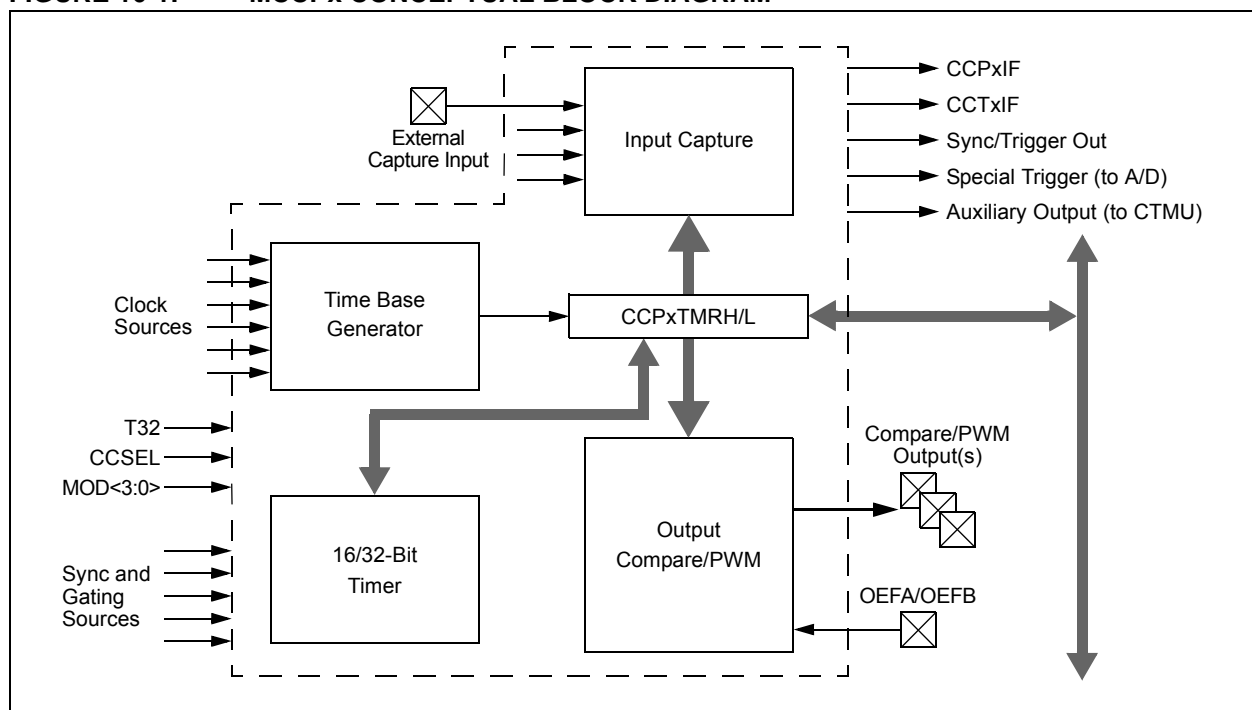 CCPxIF
CCTxIF
Sync/Trigger Out
Special Trigger (to A/D)
Auxiliary Output (to CTMU)
External
Capture Input
Input Capture
Clock
Sources
Time Base
Generator
CCPxTMRH/L
T32
CCSEL
MOD<3:0>
Sync and
Gating
Sources
16/32-Bit
Timer
Output
Compare/PWM
Compare/PWM
Output(s)
OEFA/OEFB